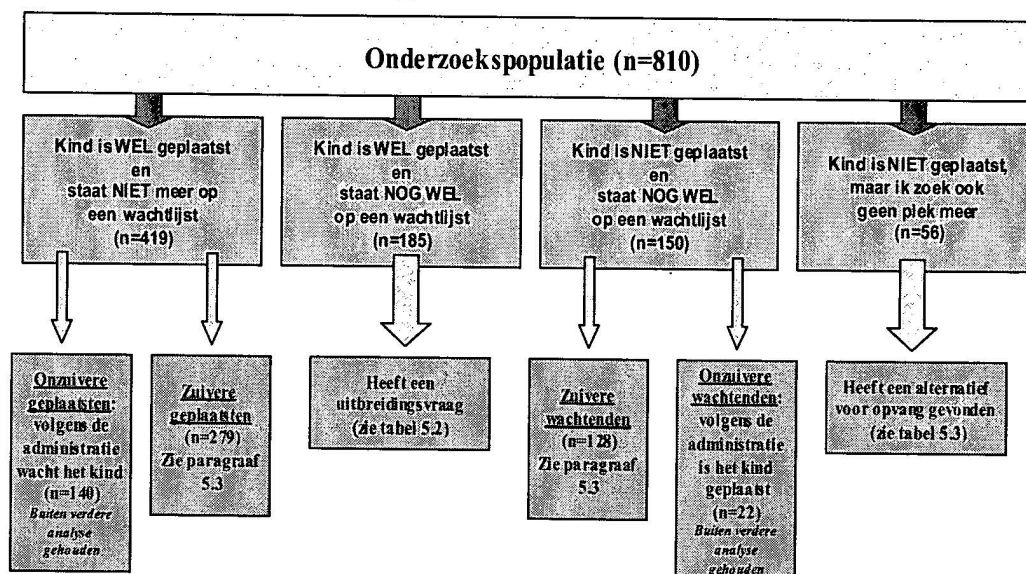 Onderzoekspopulatie (n=810)
Kind is WEL geplaatst
en
staat NIET meer op
een wachtlijst
(n=419)
Kind is WEL geplaatst
en
staat NOG WEL
op een wachtlijst
(n=185)
Kind is NIET geplaatst
en
staat NOG WEL
op een wachtlijst
(n=150)
Kind is NIET geplaatst,
maar ik zoek ook
geen plek meer
(n=56)
Onzuivere
geplaatsten:
volgens de
administratie
wacht het kind
(n=140)
Buiten verdere
analyse
gehouden
Zuivere
geplaatsten
(n=279)
Zie paragraaf
5.3
Heeft een
uitbreidingsvraag
(zie tabel 5.2)
Zuivere
wachtenden
(n=128)
Zie paragraaf
5.3
Onzuivere
wachtenden:
volgens de
administratie
is het kind
geplaatst
(n=22)
Buiten verdere
analyse
gehouden
Heeft een alternatief
voor opvang gevonden
(zie tabel 5.3)